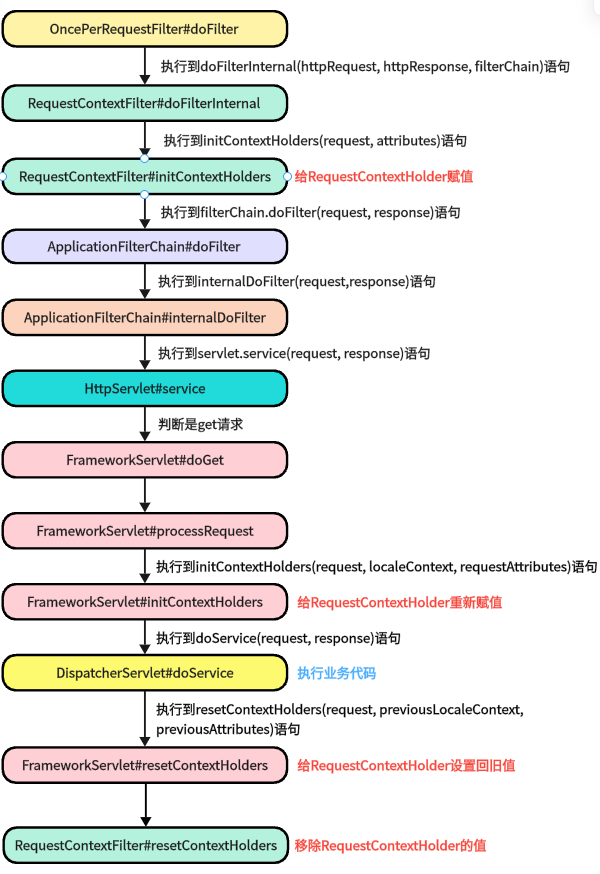 OncePerRequestFilter#doFilter
执行到doFilterInternal(httpRequest, httpResponse, filterChain)语句
RequestContextFilter#doFilterInternal
执行到initContextHolders(request, attributes)语句
RequestContextFilter#initContextHolders
给RequestContextHolder赋值
执行到filterChain.doFilter(request, response)语句
ApplicationFilterChain#doFilter
执行到internalDoFilter(request,response)语句
ApplicationFilterChain#internalDoFilter
执行到servlet.service(request, response)语句
HttpServlet#service
判断是get请求
FrameworkServlet#doGet
FrameworkServlet#processRequest
执行到initContextHolders(request, localeContext, requestAttributes)语句
FrameworkServlet#initContextHolders
给RequestContextHolder重新赋值
执行到doService(request, response)语句
DispatcherServlet#doService
执行业务代码
执行到resetContextHolders(request, previousLocaleContext,
previousAttributes)语句
FrameworkServlet#resetContextHolders
给RequestContextHolder设置回旧值
RequestContextFilter#resetContextHolders
移除RequestContextHolder的值